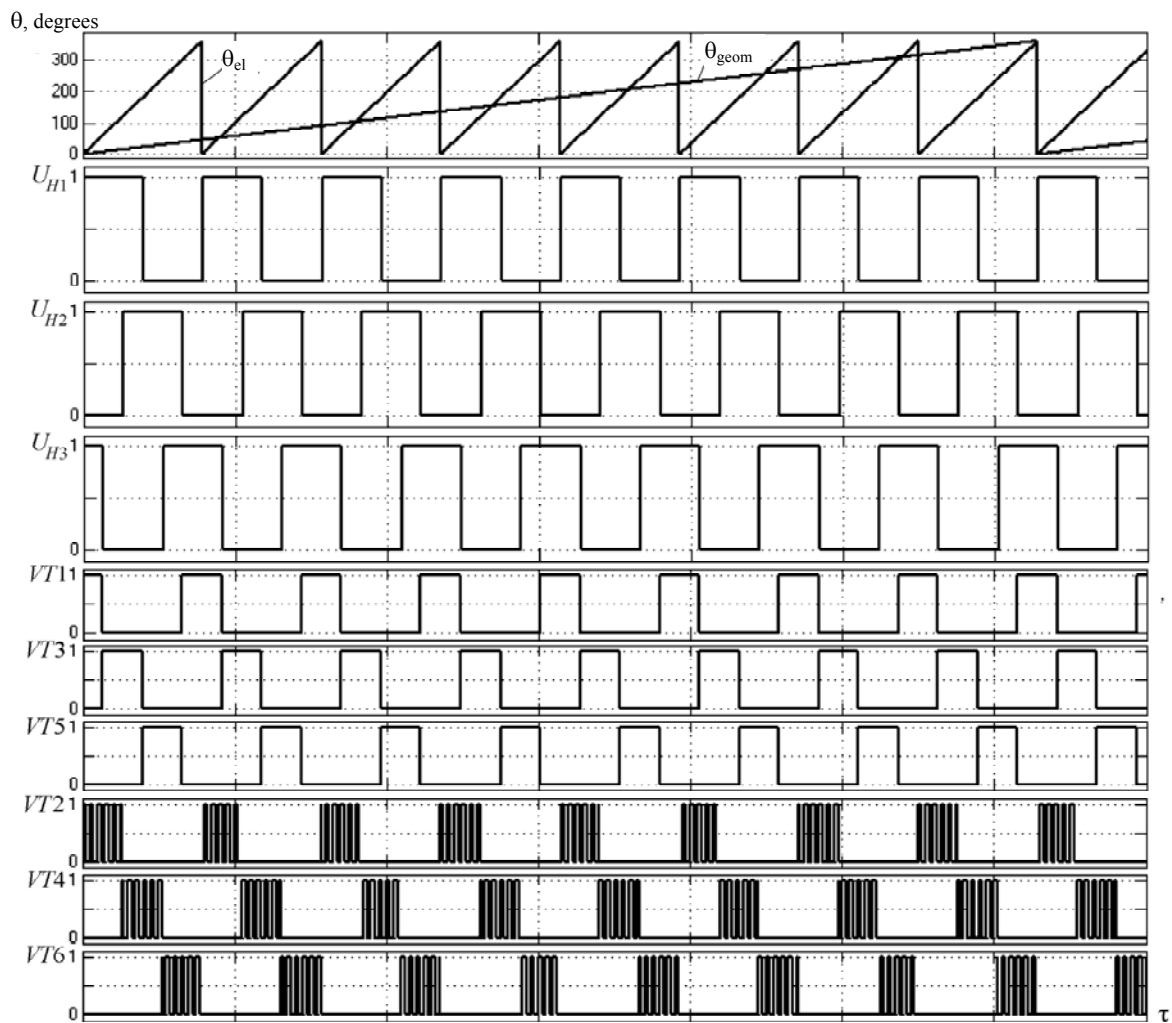 θ, degrees
300
200
100
0
θel
θgeom
UH1 1
0
UH2 1
0
UH3 1
0
VT1 1
0
VT3 1
0
VT5 1
0
VT2 1
0
VT4 1
0
VT6 1
0
,
τ